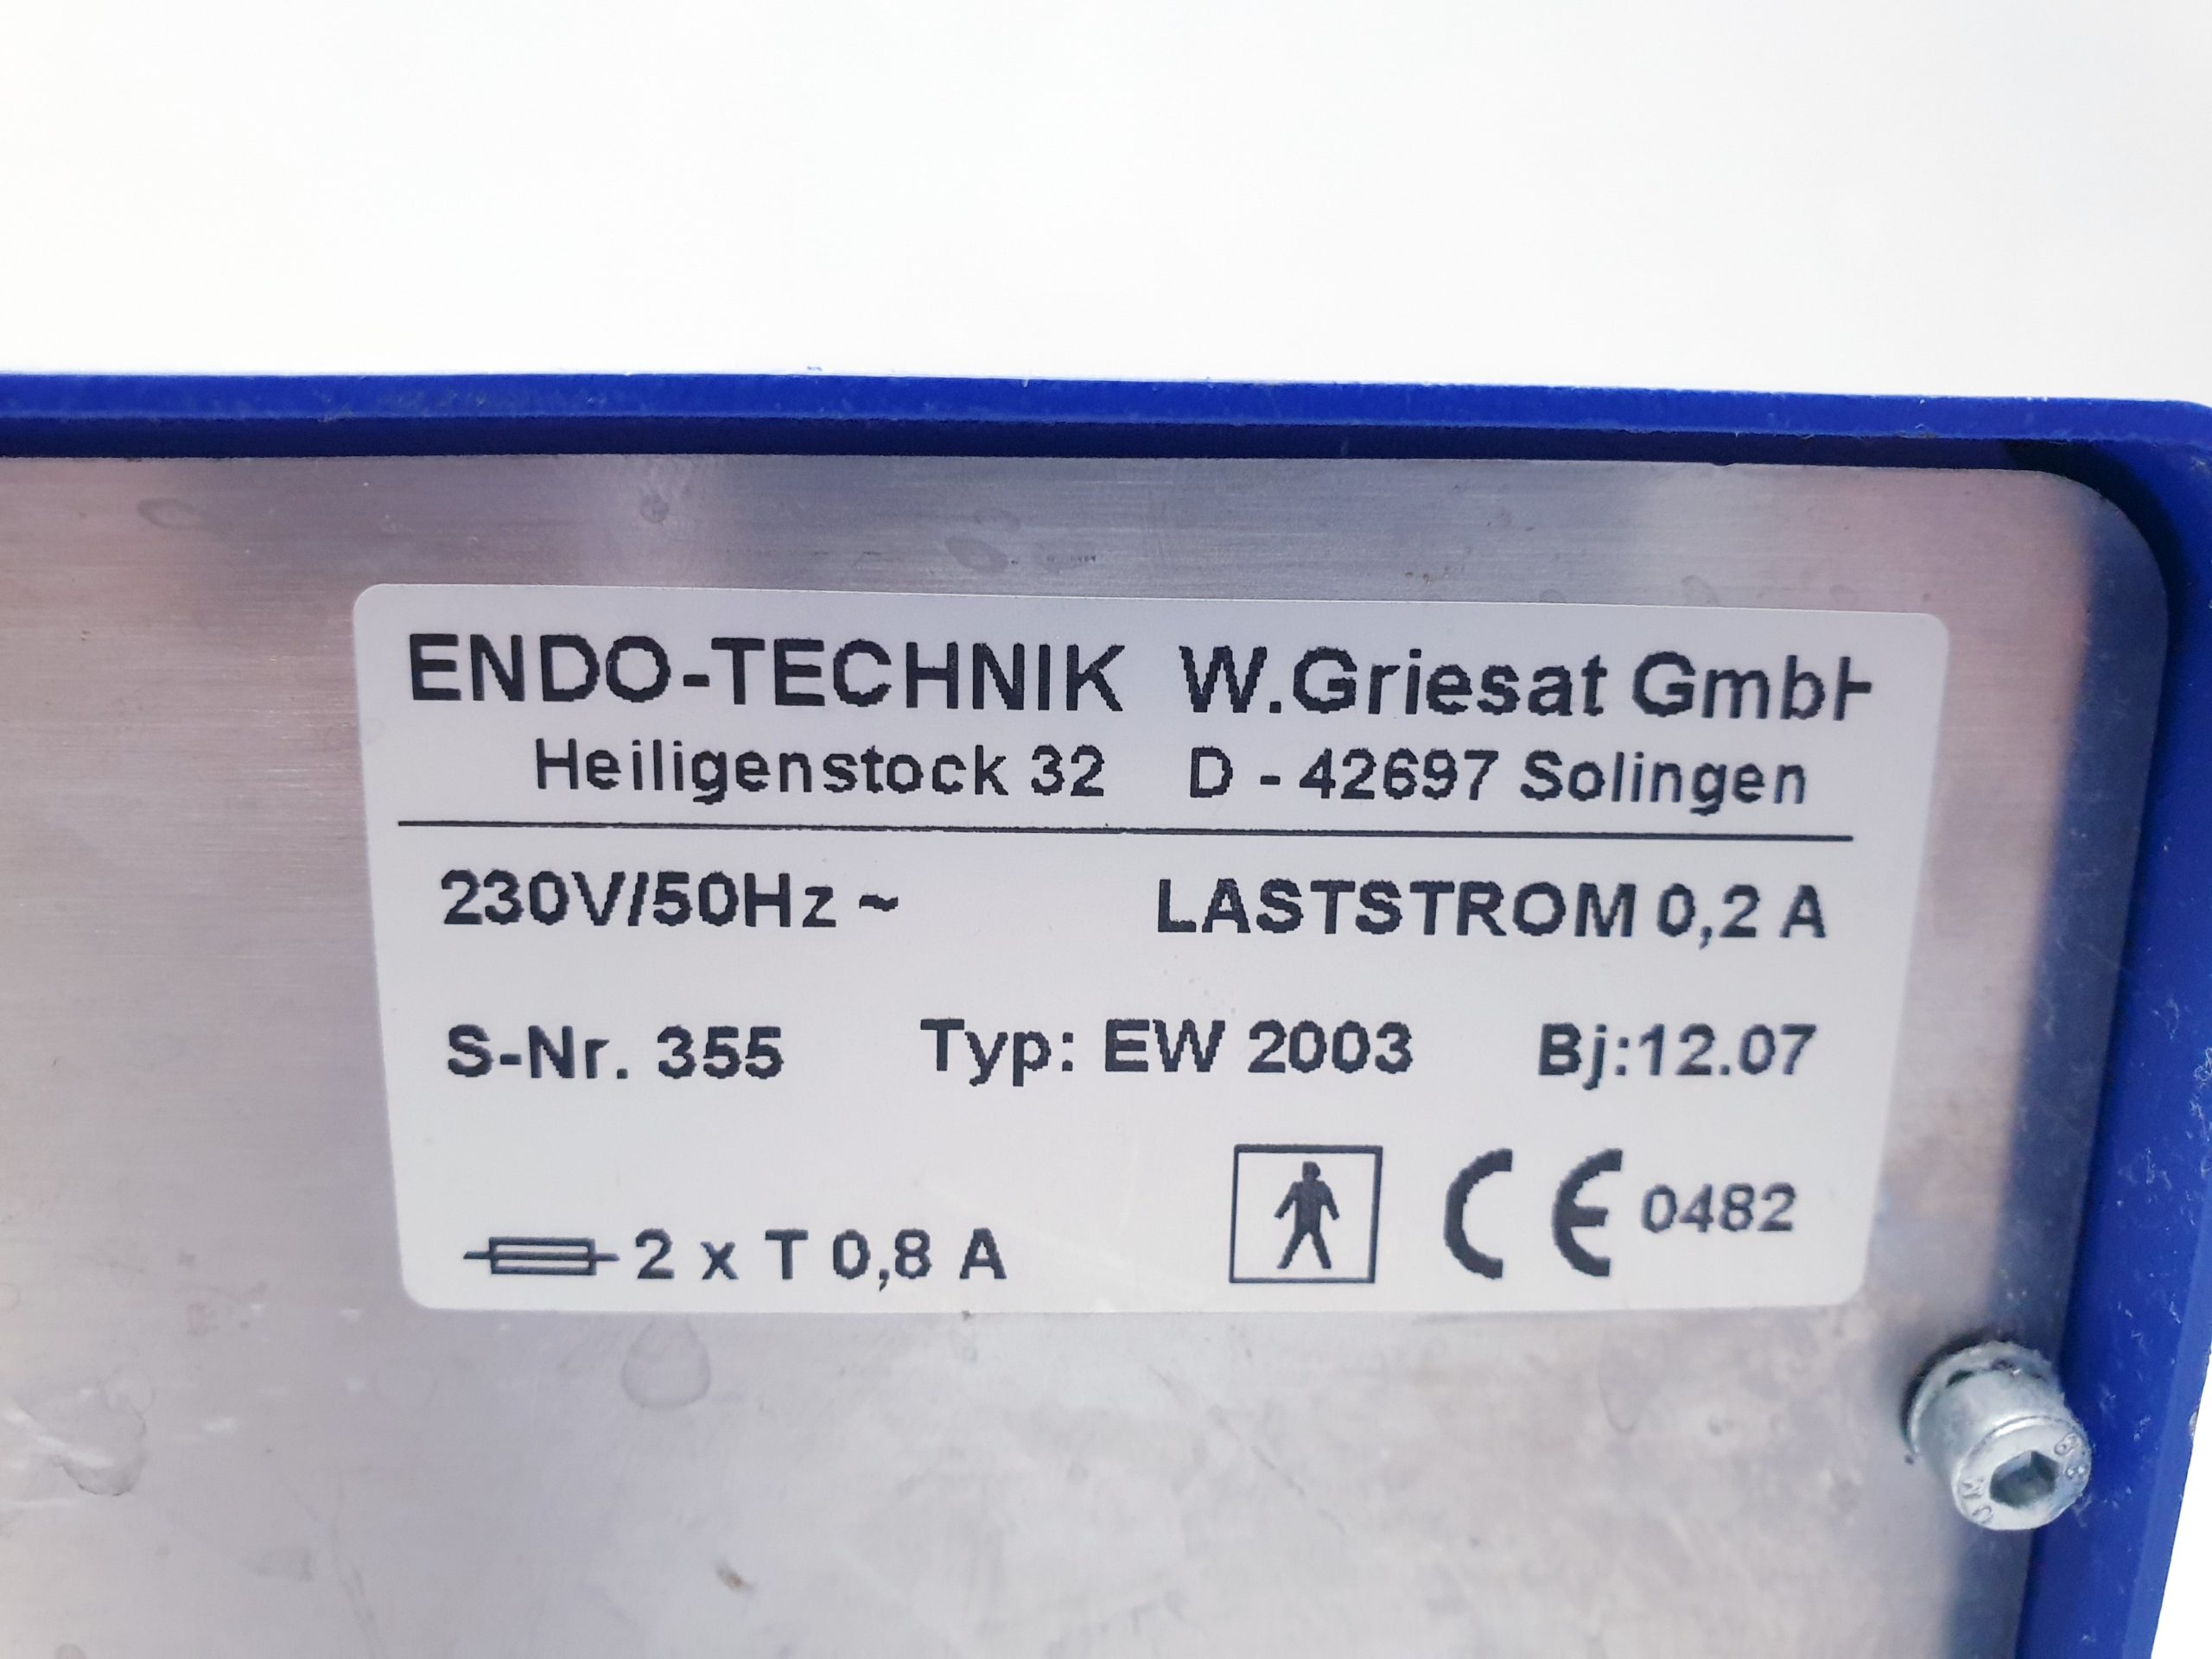 ENDO-TECHNIK W.Griesat GmbH
Heiligenstock 32 D - 42697 Solingen
230V/50Hz ~ LASTSTROM 0,2 A
S-Nr. 355 Typ: EW 2003 Bj:12.07
2 x T 0,8 A CE 0482